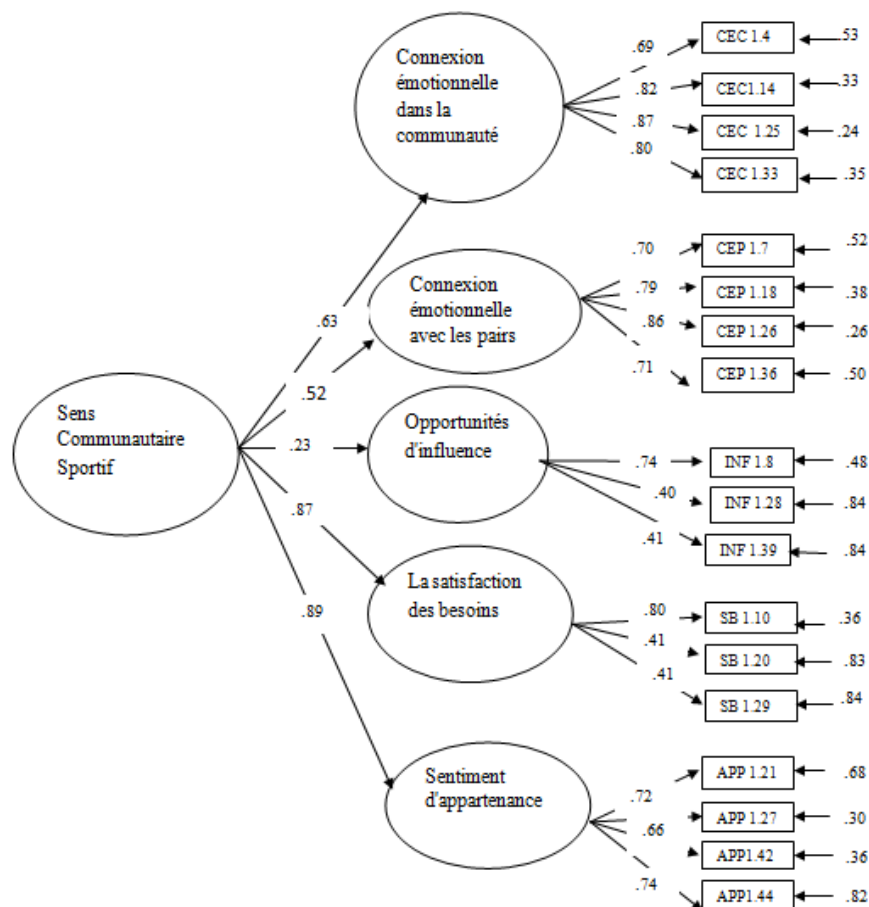 Connexion
émotionnelle
dans la
communauté
.69
.82
.87
.80
CEC 1.4
.53
CEC1.14
.33
CEC 1.25
.24
CEC 1.33
.35
Connexion
émotionnelle
avec les pairs
.70
.79
.86
.71
CEP 1.7
.52
CEP 1.18
.38
CEP 1.26
.26
CEP 1.36
.50
Sens
Communautaire
Sportif
.63
.52
.23
.87
.89
Opportunités
d'influence
.74
.40
.41
INF 1.8
.48
INF 1.28
.84
INF 1.39
.84
La satisfaction
des besoins
.80
.41
.41
SB 1.10
.36
SB 1.20
.83
SB 1.29
.84
Sentiment
d'appartenance
.72
.66
.74
APP 1.21
.68
APP 1.27
.30
APP1.42
.36
APP1.44
.82